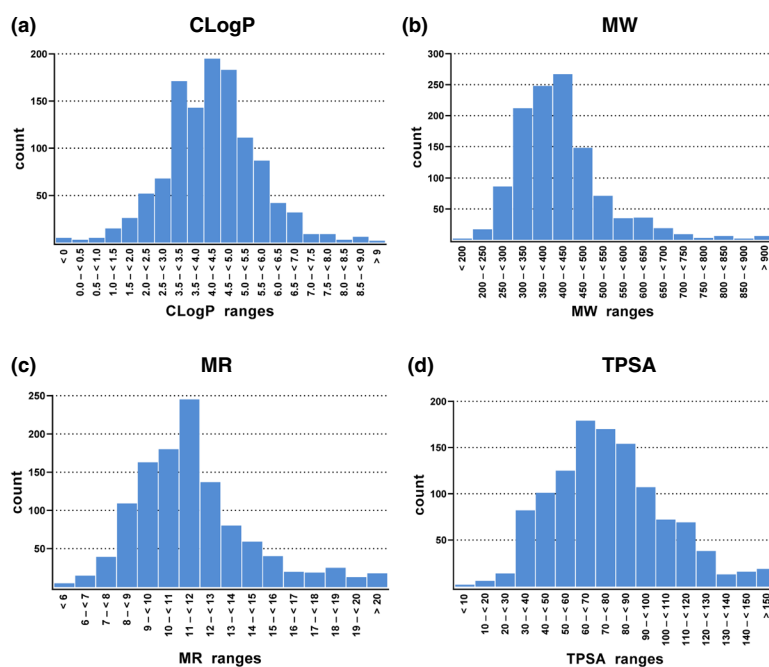 (a)
CLogP
200
150
100
50
count
< 0
0.0 – < 0.5
0.5 – < 1.0
1.0 – < 1.5
1.5 – < 2.0
2.0 – < 2.5
2.5 – < 3.0
3.5 – < 3.5
3.5 – < 4.0
4.0 – < 4.5
4.5 – < 5.0
5.0 – < 5.5
5.5 – < 6.0
6.0 – < 6.5
6.5 – < 7.0
7.0 – < 7.5
7.5 – < 8.0
8.0 – < 8.5
8.5 – < 9.0
> 9
CLogP ranges
(b)
MW
300
250
200
150
100
50
count
< 200
200 – < 250
250 – < 300
300 – < 350
350 – < 400
400 – < 450
450 – < 500
500 – < 550
550 – < 600
600 – < 650
650 – < 700
700 – < 750
750 – < 800
800 – < 850
850 – < 900
> 900
MW ranges
(c)
MR
250
200
150
100
50
count
< 6
6 – < 7
7 – < 8
8 – < 9
9 – < 10
10 – < 11
11 – < 12
12 – < 13
13 – < 14
14 – < 15
15 – < 16
16 – < 17
17 – < 18
18 – < 19
19 – < 20
> 20
MR ranges
(d)
TPSA
200
150
100
50
count
< 10
10 – < 20
20 – < 30
30 – < 40
40 – < 50
50 – < 60
60 – < 70
70 – < 80
80 – < 90
90 – < 100
100 – < 110
110 – < 120
120 – < 130
130 – < 140
140 – < 150
> 150
TPSA ranges